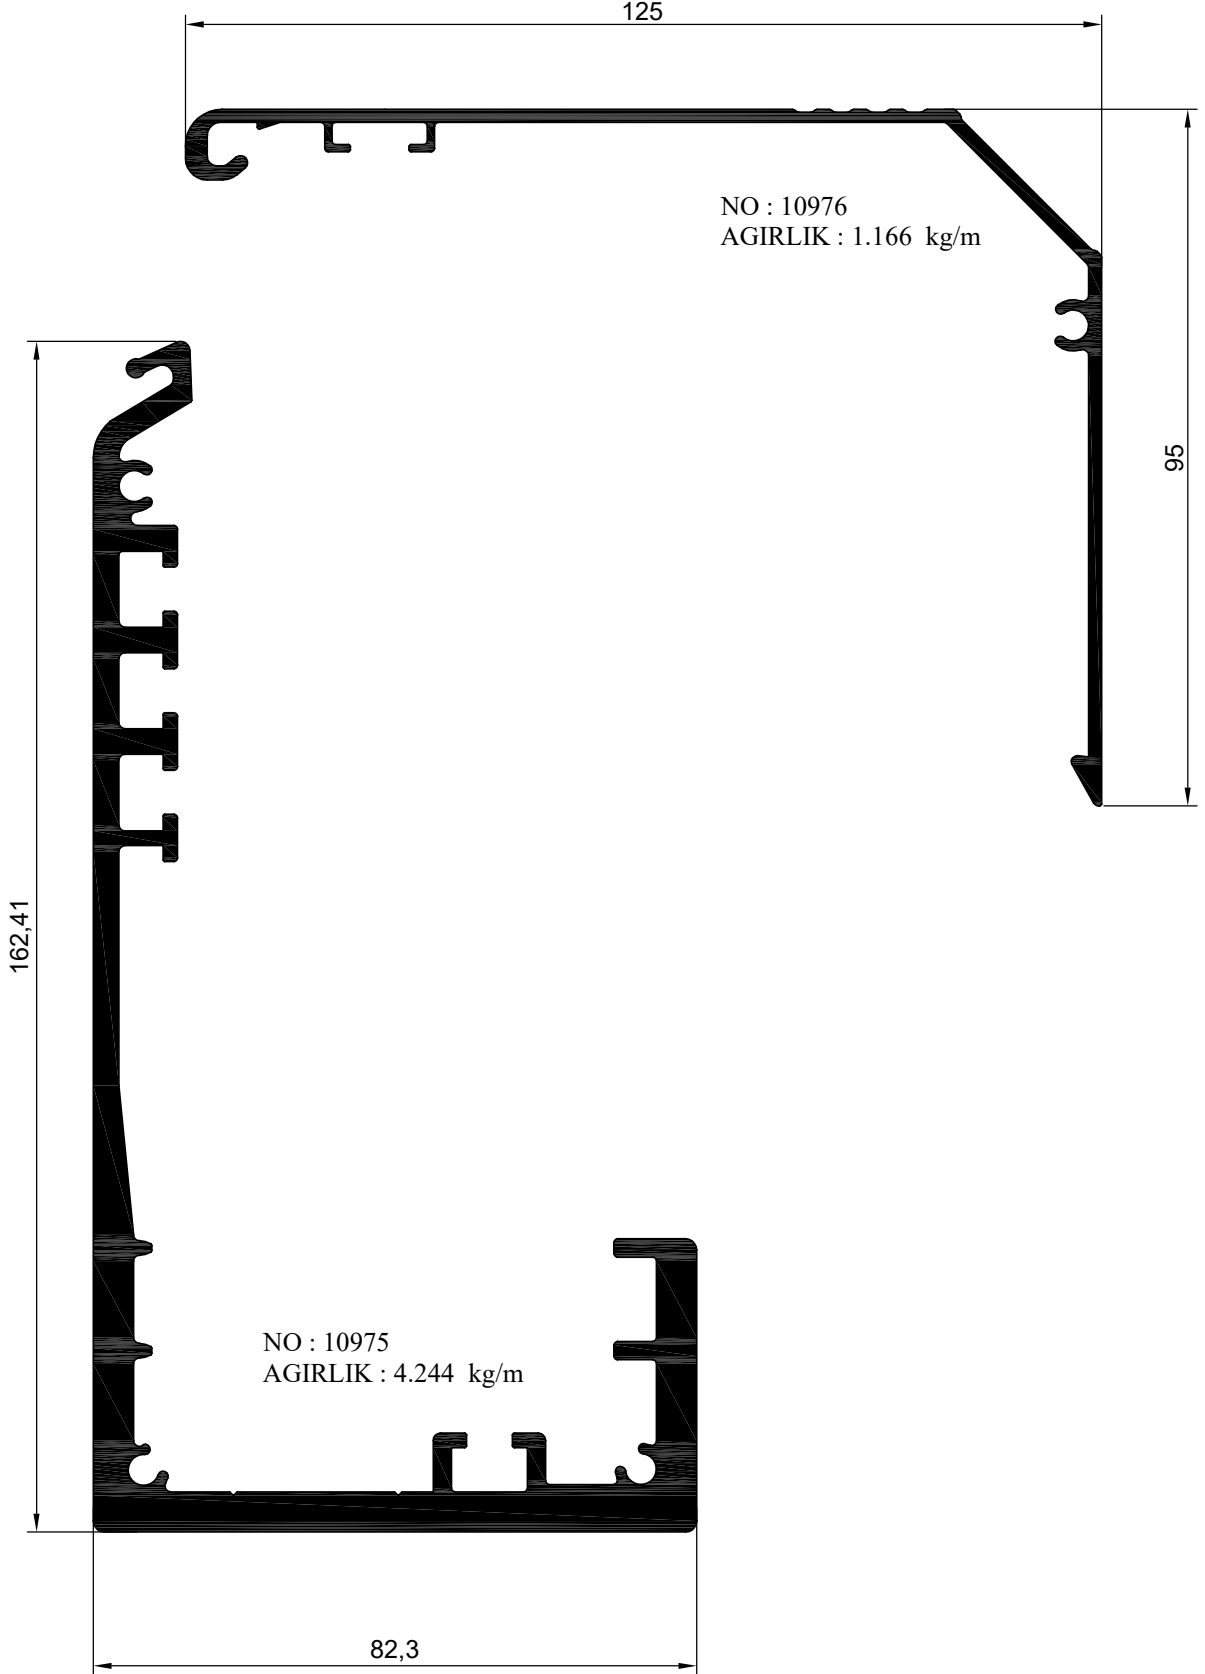 125
NO : 10976
AGIRLIK : 1.166 kg/m
95
162,41
NO : 10975
AGIRLIK : 4.244 kg/m
82,3